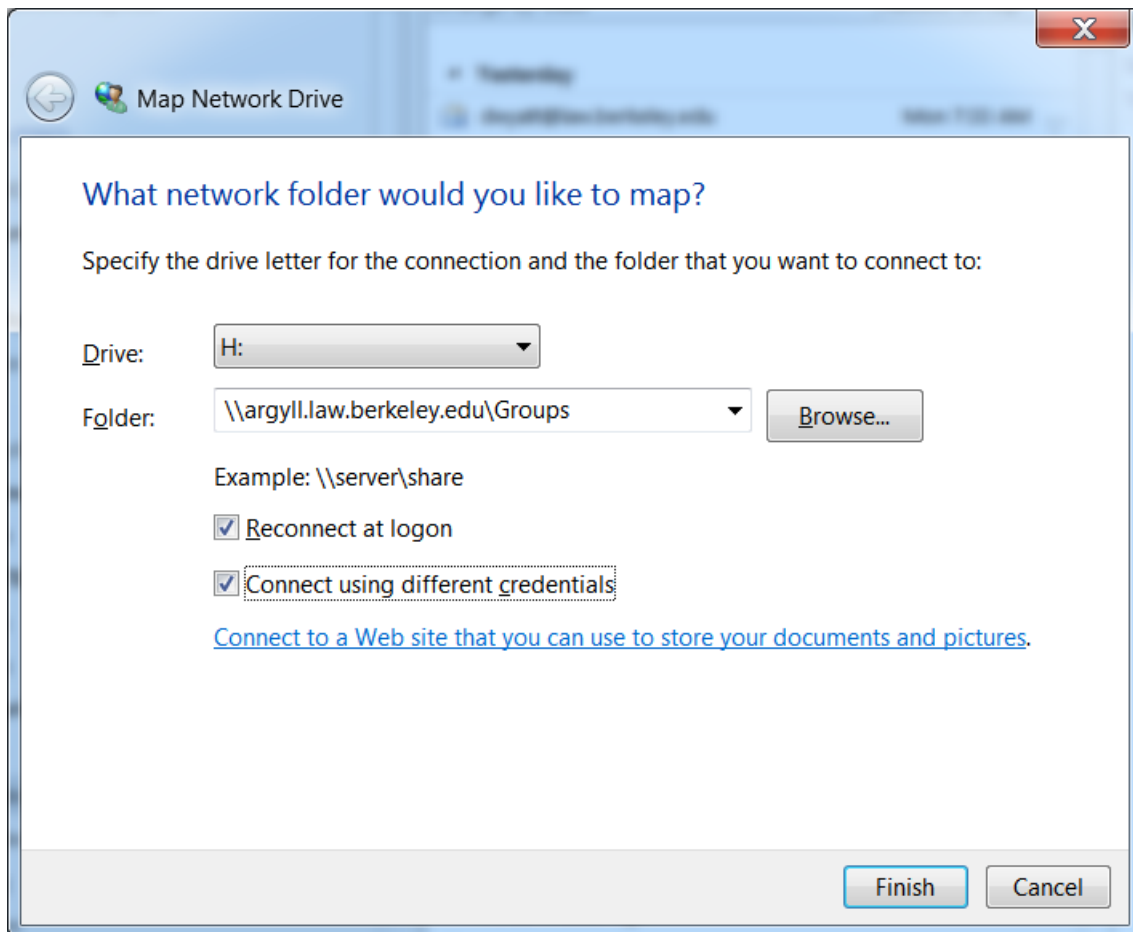 Yesterday
Map Network Drive
What network folder would you like to map?
Specify the drive letter for the connection and the folder that you want to connect to:
Drive: H:
Folder: \\argyll.law.berkeley.edu\Groups Browse...
Example: \\server\share
Reconnect at logon
Connect using different credentials
Connect to a Web site that you can use to store your documents and pictures.
Finish Cancel